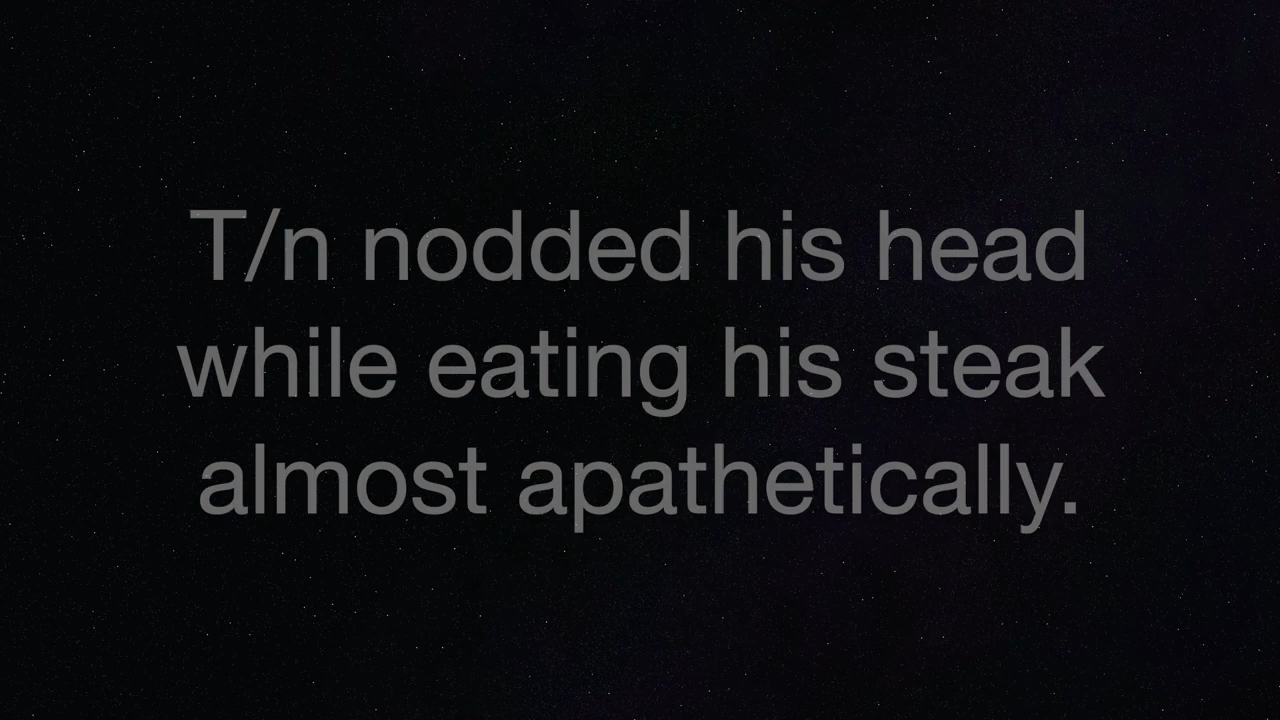 T/n nodded his head
while eating his steak
almost apathetically.